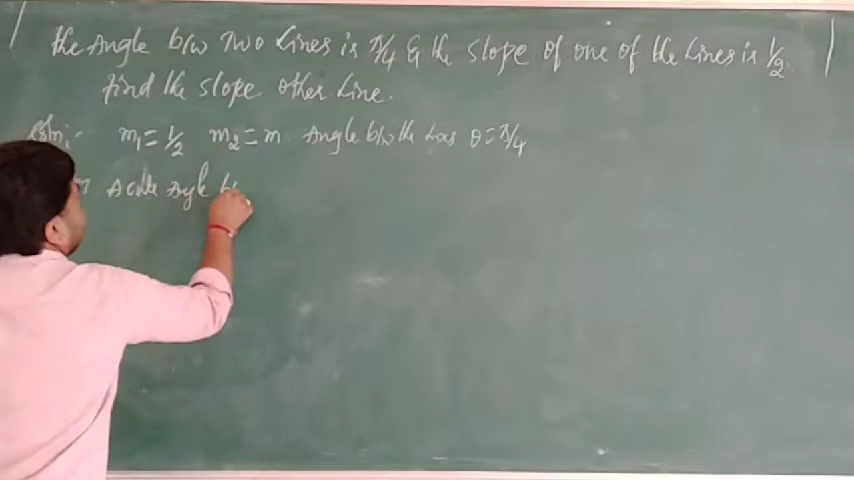 the Angle b/w Two Lines is π/4 & the slope of one of the Lines is 1/2
find the slope other Line.
m₁ = 1/2 m₂ = m Angle b/w the θ = π/4
Acute Angle b/